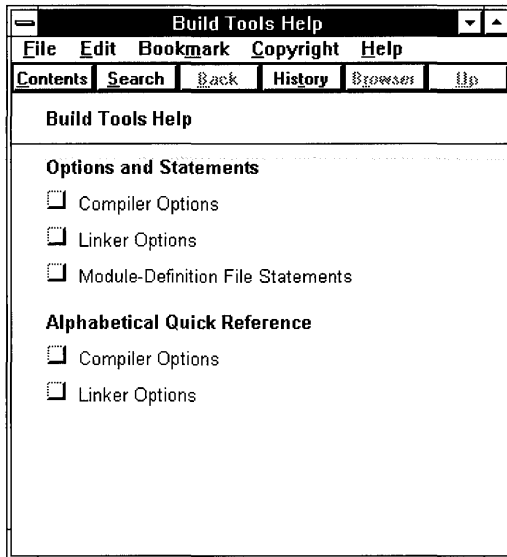 Build Tools Help
File Edit Bookmark Copyright Help
Contents Search Back History Browser Up
Build Tools Help
Options and Statements
Compiler Options
Linker Options
Module-Definition File Statements
Alphabetical Quick Reference
Compiler Options
Linker Options